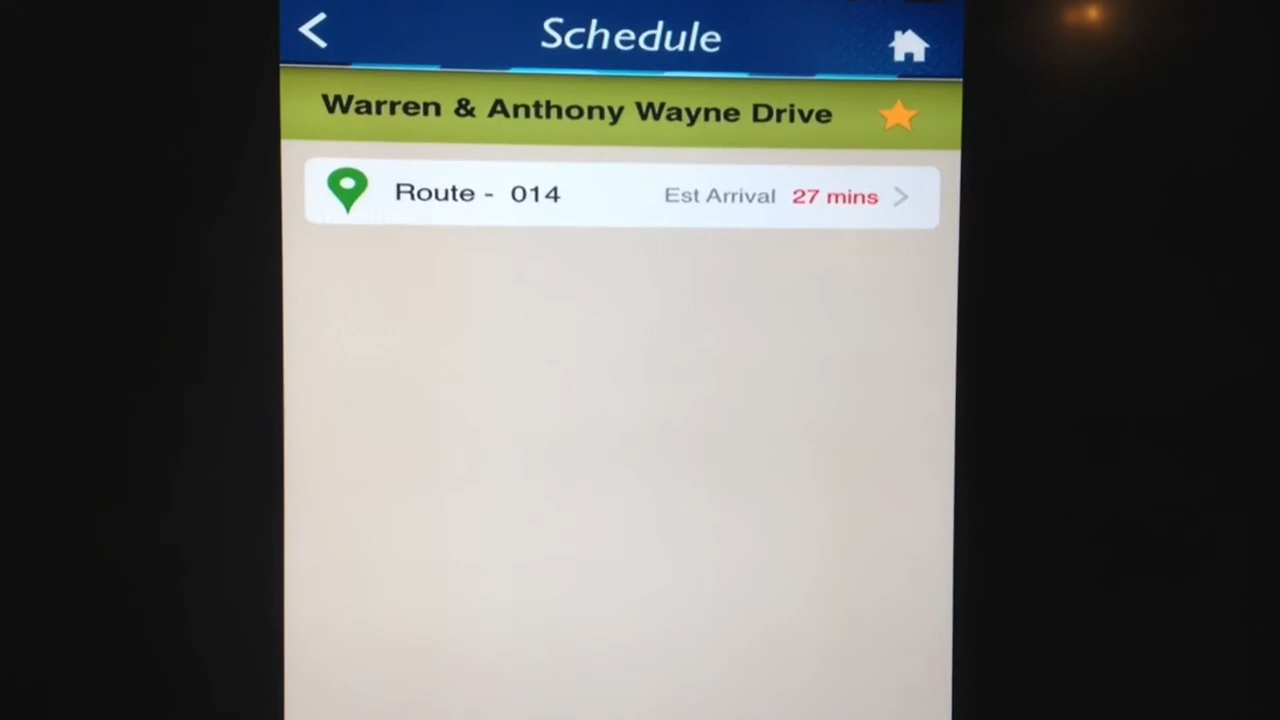 Schedule
Warren & Anthony Wayne Drive
Route - 014 Est Arrival 27 mins